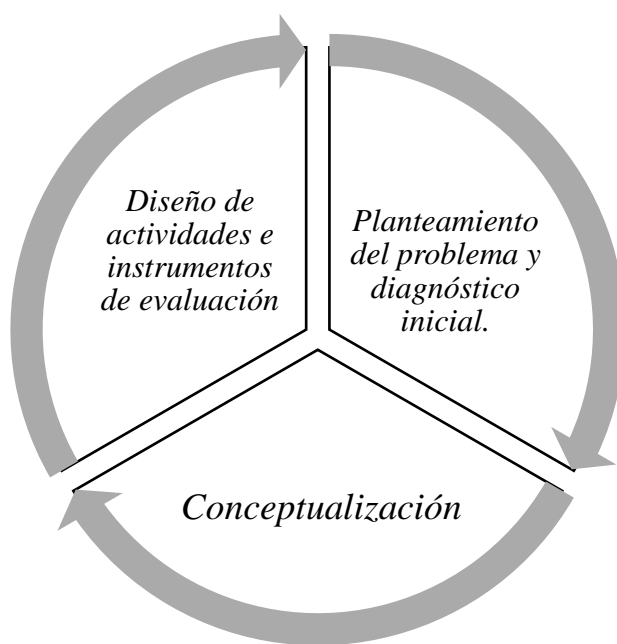 Diseño de
actividades e
instrumentos
de evaluación
Planteamiento
del problema y
diagnóstico
inicial.
Conceptualización